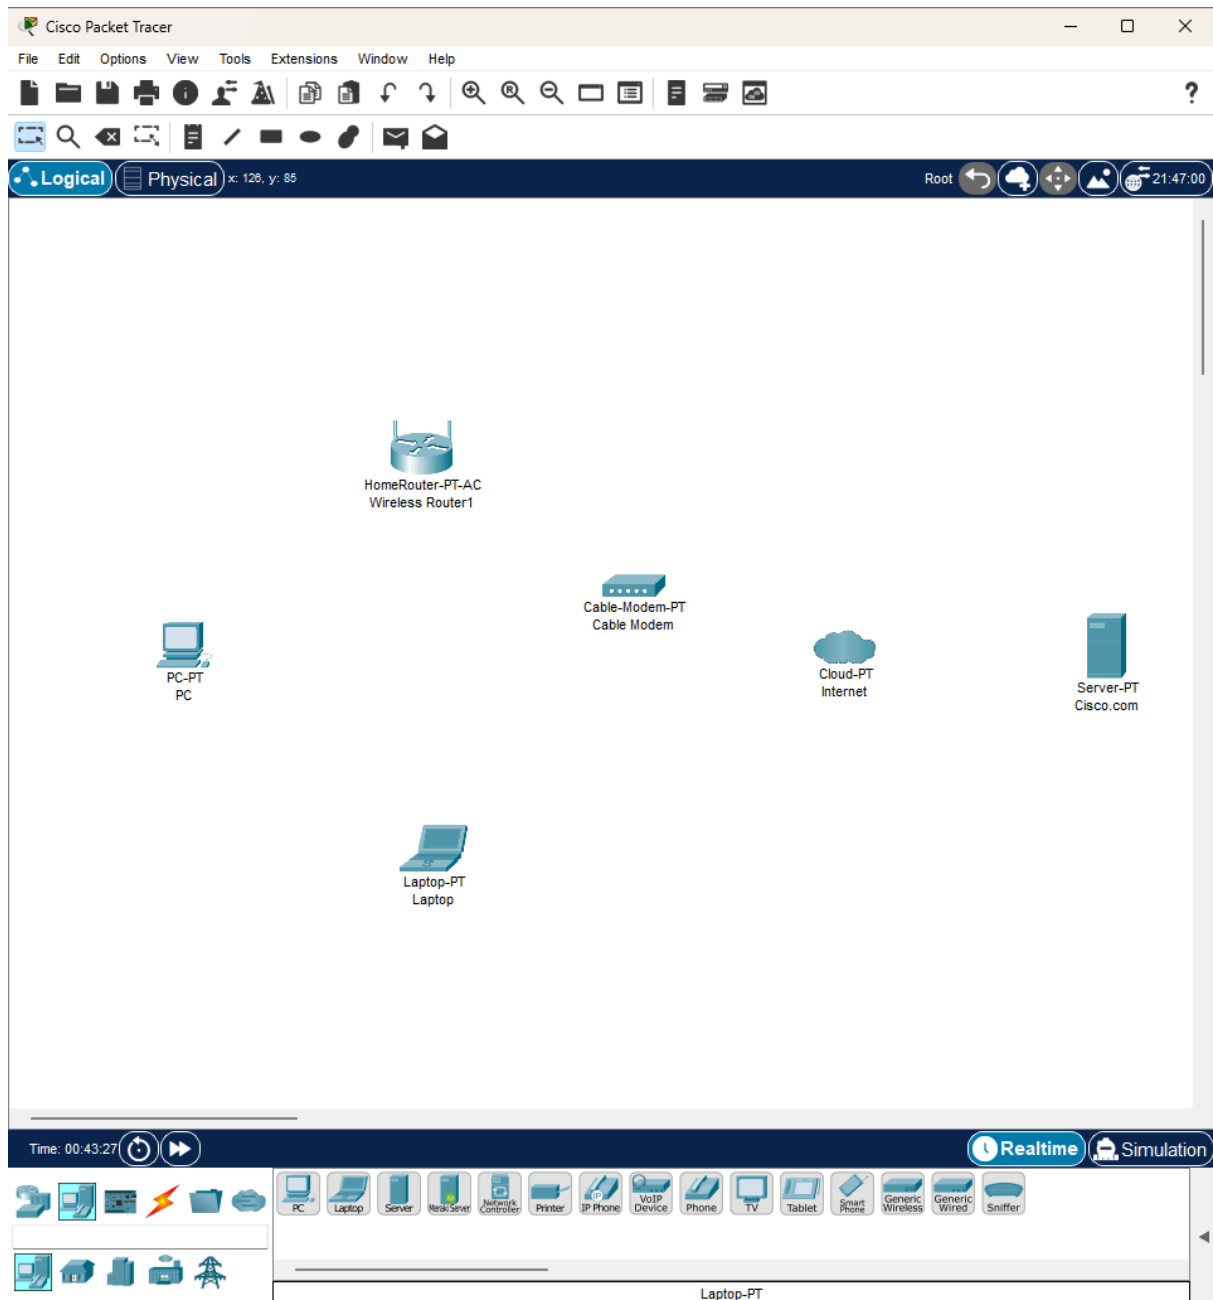 Cisco Packet Tracer
File Edit Options View Tools Extensions Window Help
?
Logical Physical x: 126, y: 85 Root 21:47:00
HomeRouter-PT-AC
Wireless Router1
Cable-Modem-PT
Cable Modem
PC-PT
PC
Cloud-PT
Internet
Server-PT
Cisco.com
Laptop-PT
Laptop
Time: 00:43:27 Realtime Simulation
PC Laptop Server Meraki Server Network Controller Printer IP Phone VoIP Device Phone TV Tablet Smart Phone Generic Wireless Generic Wired Sniffer
Laptop-PT